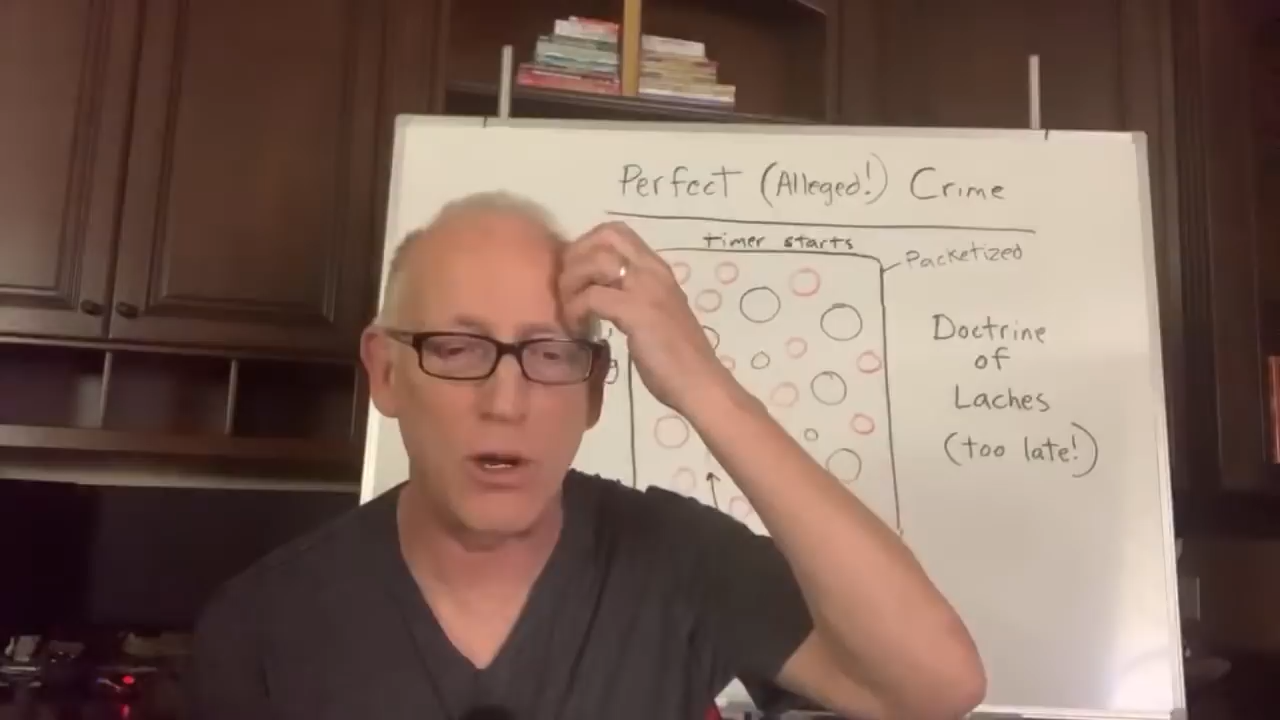 Perfect (Alleged!) Crime
timer starts
Packetized
Doctrine
of
Laches
(too late!)